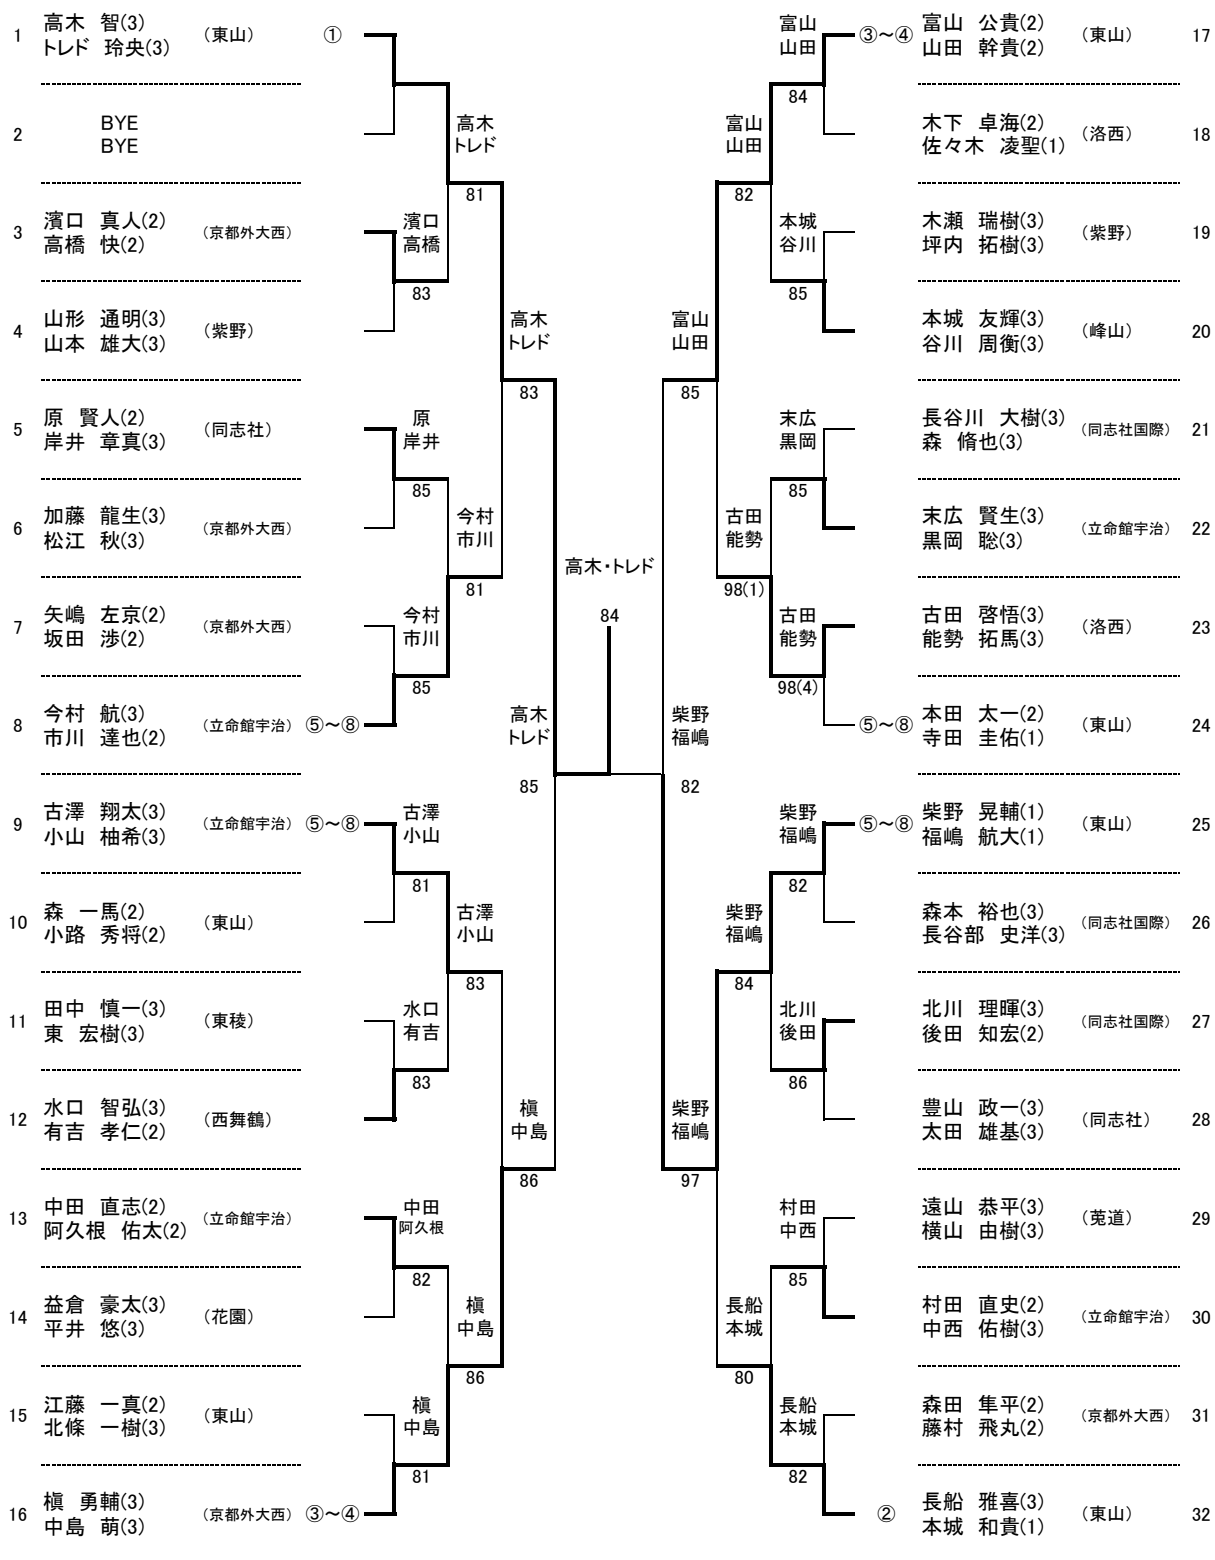 1 高木 智(3) (東山) ①
トレド 玲央(3)
2 BYE
BYE
3 濱口 真人(2) (京都外大西)
高橋 快(2)
4 山形 通明(3) (紫野)
山本 雄大(3)
5 原 賢人(2) (同志社)
岸井 章真(3)
6 加藤 龍生(3) (京都外大西)
松江 秋(3)
7 矢嶋 左京(2) (京都外大西)
坂田 渉(2)
8 今村 航(3) (立命館宇治) ⑤～⑧
市川 達也(2)
9 古澤 翔太(3) (立命館宇治) ⑤～⑧
小山 柚希(3)
10 森 一馬(2) (東山)
小路 秀将(2)
11 田中 慎一(3) (東稜)
東 宏樹(3)
12 水口 智弘(3) (西舞鶴)
有吉 孝仁(2)
13 中田 直志(2) (立命館宇治)
阿久根 佑太(2)
14 益倉 豪太(3) (花園)
平井 悠(3)
15 江藤 一真(2) (東山)
北條 一樹(3)
16 槇 勇輔(3) (京都外大西) ③～④
中島 萌(3)
濱口
高橋
83
原
岸井
85
今村
市川
85
古澤
小山
81
水口
有吉
83
中田
阿久根
82
槇
中島
81
高木
トレド
81
今村
市川
81
古澤
小山
83
槇
中島
86
高木
トレド
83
槇
中島
86
高木
トレド
85
高木・トレド
84
柴野
福嶋
82
富山
山田
85
柴野
福嶋
97
富山
山田
82
古田
能勢
98(1)
柴野
福嶋
84
長船
本城
80
富山
山田
84
本城
谷川
85
末広
黒岡
85
古田
能勢
98(4)
柴野
福嶋
82
北川
後田
86
村田
中西
85
長船
本城
82
③～④ 富山 公貴(2) (東山) 17
山田 幹貴(2)
木下 卓海(2) (洛西) 18
佐々木 凌聖(1)
木瀬 瑞樹(3) (紫野) 19
坪内 拓樹(3)
本城 友輝(3) (峰山) 20
谷川 周衡(3)
長谷川 大樹(3) (同志社国際) 21
森 脩也(3)
末広 賢生(3) (立命館宇治) 22
黒岡 聡(3)
古田 啓悟(3) (洛西) 23
能勢 拓馬(3)
⑤～⑧ 本田 太一(2) (東山) 24
寺田 圭佑(1)
⑤～⑧ 柴野 晃輔(1) (東山) 25
福嶋 航大(1)
森本 裕也(3) (同志社国際) 26
長谷部 史洋(3)
北川 理暉(3) (同志社国際) 27
後田 知宏(2)
豊山 政一(3) (同志社) 28
太田 雄基(3)
遠山 恭平(3) (莵道) 29
横山 由樹(3)
村田 直史(2) (立命館宇治) 30
中西 佑樹(3)
森田 隼平(2) (京都外大西) 31
藤村 飛丸(2)
② 長船 雅喜(3) (東山) 32
本城 和貴(1)